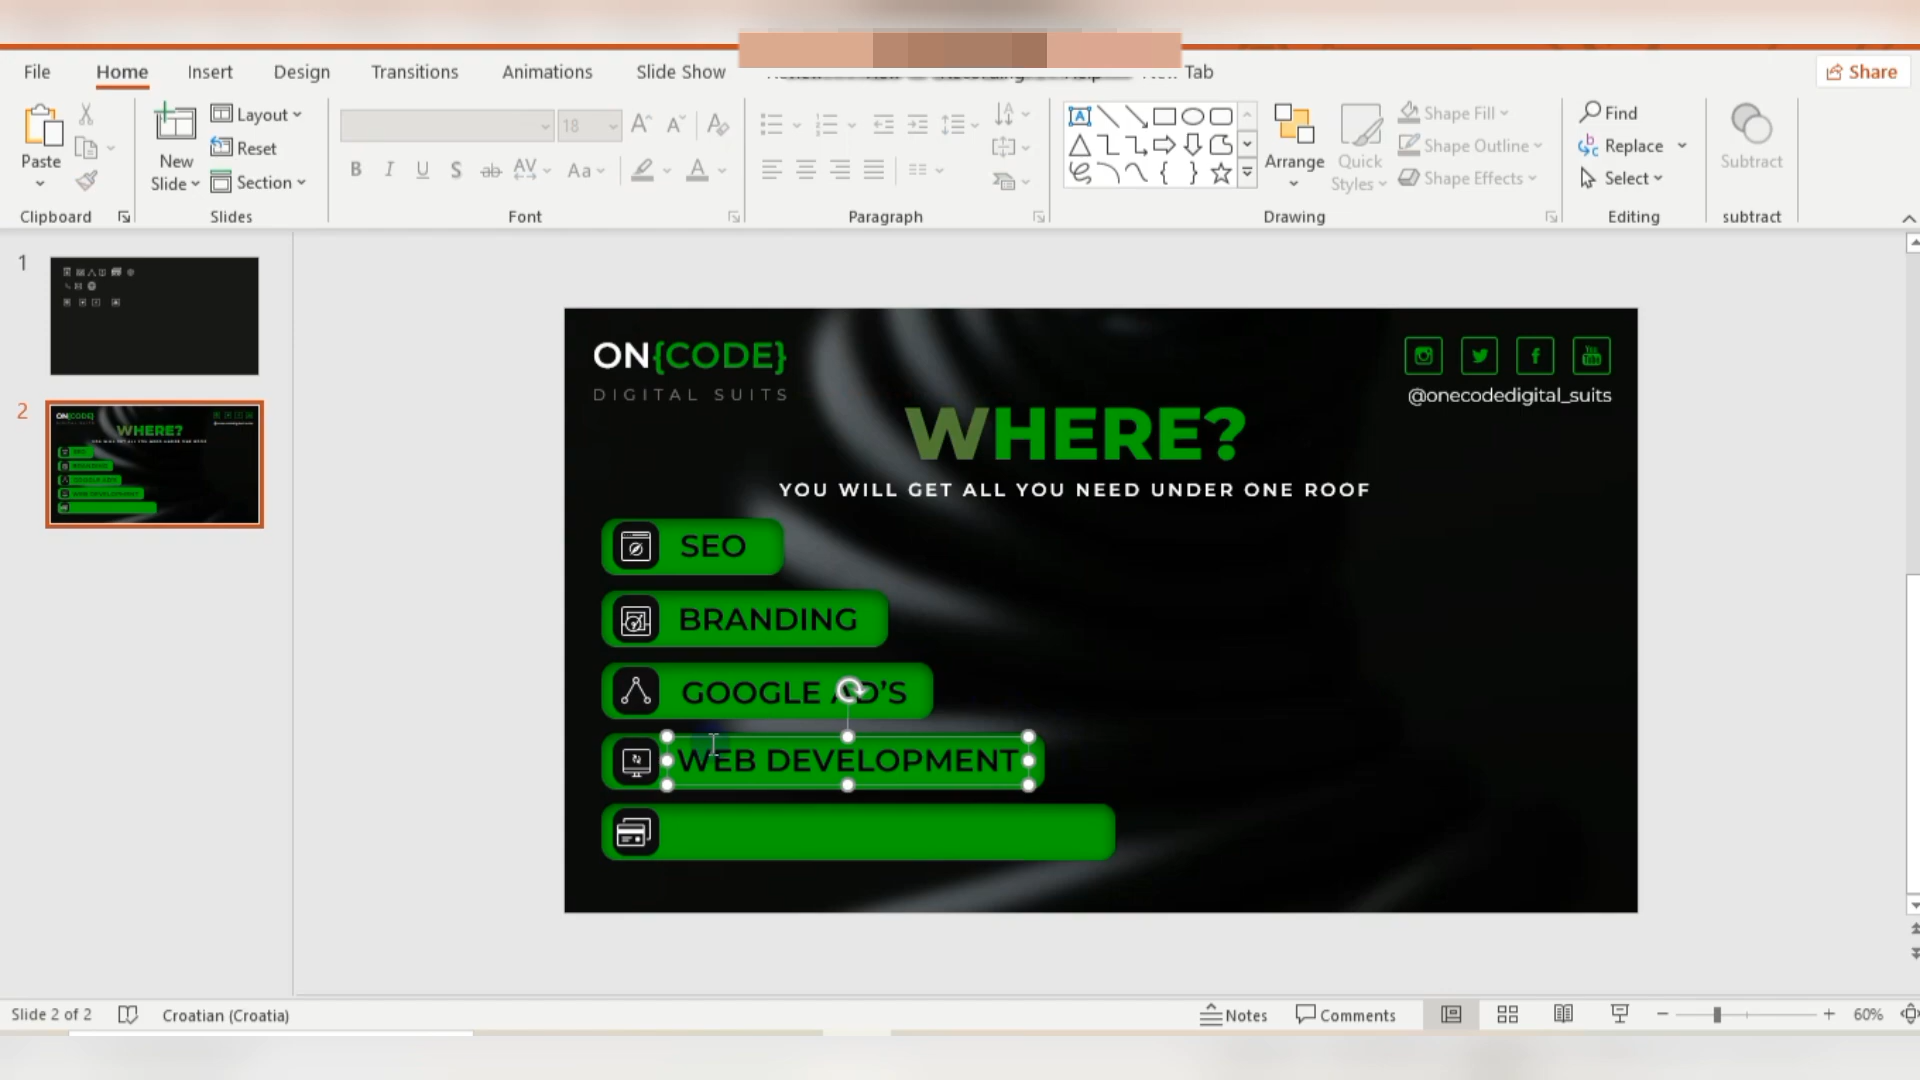 File Home Insert Design Transitions Animations Slide Show Tab
Share
Paste
New Slide
Layout
Reset
Section
18
Aa
Arrange
Quick Styles
Shape Fill
Shape Outline
Shape Effects
Find
Replace
Select
Subtract
Clipboard Slides Font Paragraph Drawing Editing subtract
1
2
ON{CODE}
DIGITAL SUITS
@onecodedigital_suits
WHERE?
YOU WILL GET ALL YOU NEED UNDER ONE ROOF
SEO
BRANDING
GOOGLE AD'S
WEB DEVELOPMENT
Slide 2 of 2 Croatian (Croatia) Notes Comments 60%